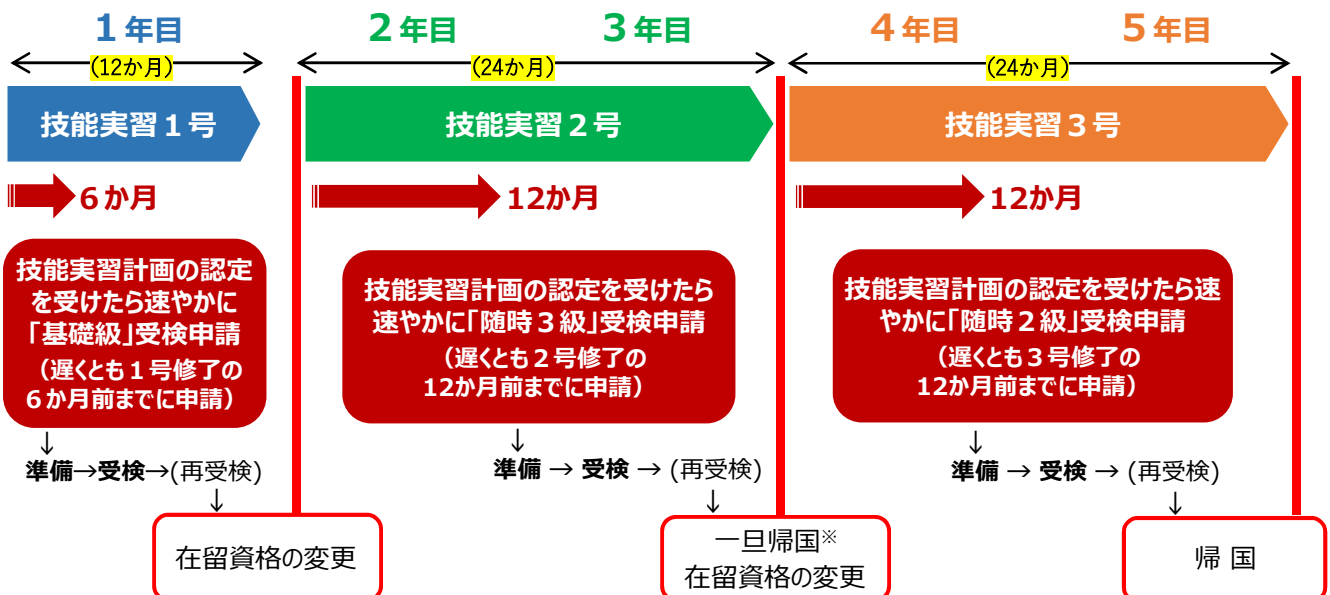 1年目
2年目
3年目
4年目
5年目
(12か月)
(24か月)
(24か月)
技能実習1号
技能実習2号
技能実習3号
6か月
12か月
12か月
技能実習計画の認定
を受けたら速やかに
「基礎級」受検申請
（遅くとも1号修了の
6か月前までに申請）
技能実習計画の認定を受けたら
速やかに「随時3級」受検申請
（遅くとも2号修了の
12か月前までに申請）
技能実習計画の認定を受けたら速
やかに「随時2級」受検申請
（遅くとも3号修了の
12か月前までに申請）
↓
準備→受検→(再受検)
↓
在留資格の変更
↓
準備 → 受検 → (再受検)
↓
一旦帰国※
在留資格の変更
↓
準備 → 受検 → (再受検)
↓
帰 国